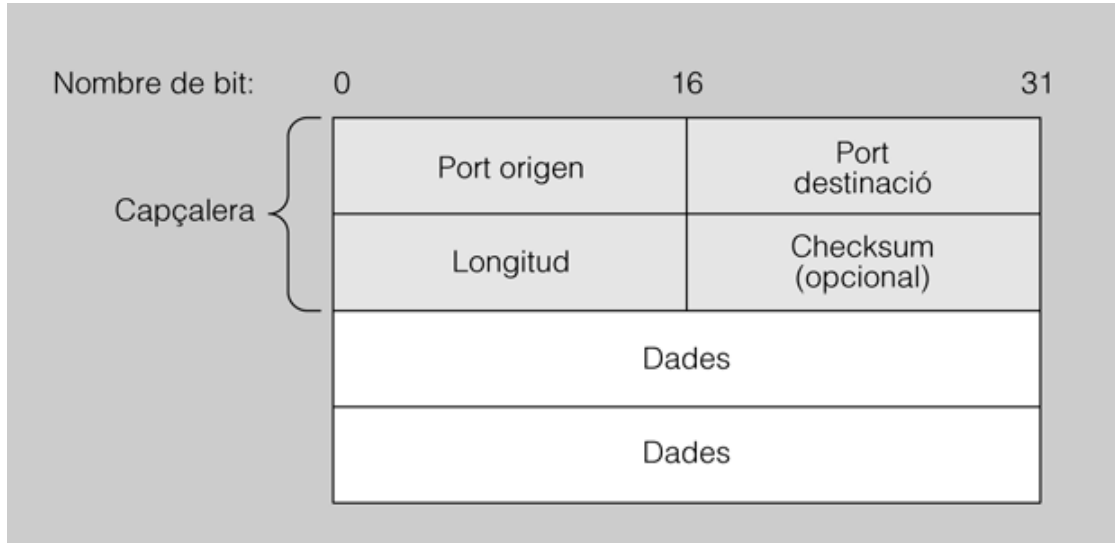 Nombre de bit: 0 16 31
Capçalera
Port origen
Port
destinació
Longitud
Checksum
(opcional)
Dades
Dades